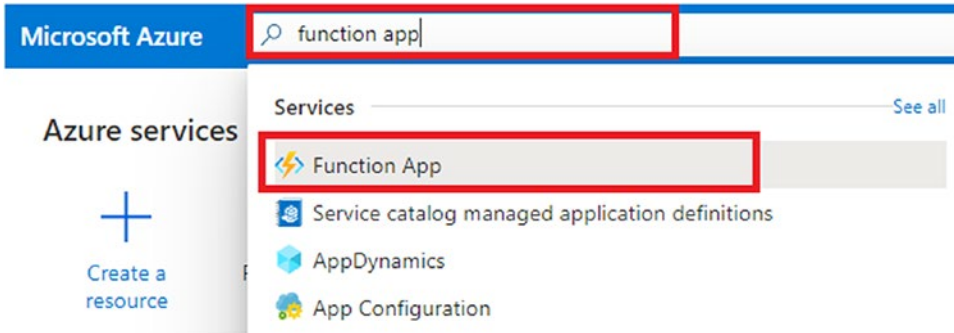 Microsoft Azure
function app
Services
See all
Azure services
Function App
Service catalog managed application definitions
AppDynamics
App Configuration
Create a
resource